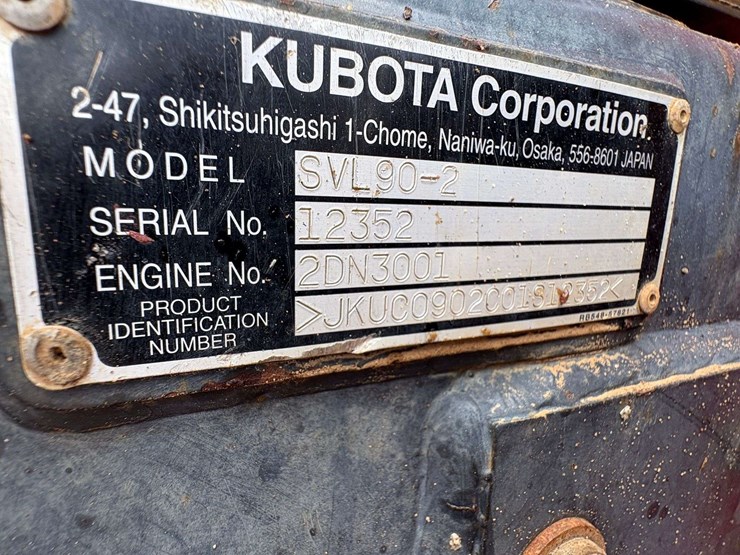 KUBOTA Corporation
2-47, Shikitsuhigashi 1-Chome, Naniwa-ku, Osaka, 556-8601 JAPAN
MODEL SVL90-2
SERIAL No. 12352
ENGINE No. 2DN3001
PRODUCT IDENTIFICATION NUMBER >JKUC0902C01S12352<